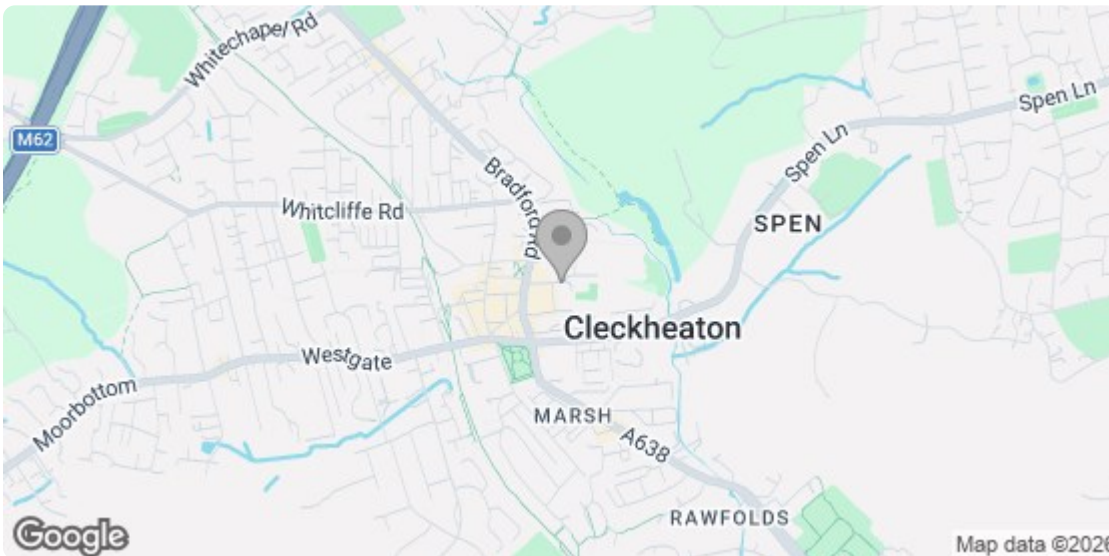 Whitechapel Rd
Spen Ln
M62
Spen Ln
Bradford Rd
Whitcliffe Rd
SPEN
Cleckheaton
Westgate
Moorbottom
MARSH
A638
RAWFOLDS
Google
Map data ©2026